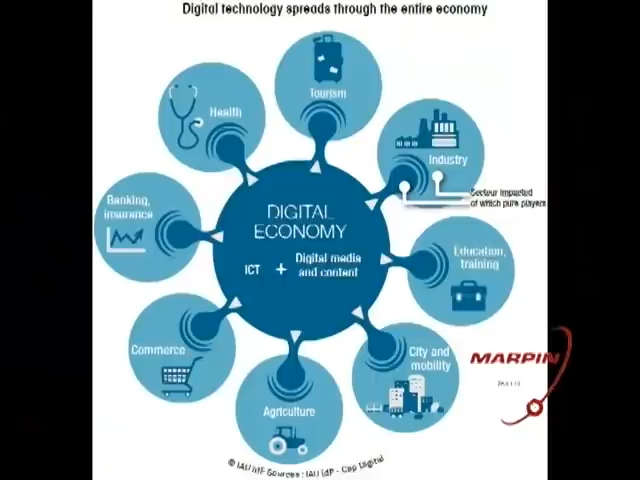 Digital technology spreads through the entire economy
Tourism
Health
Industry
Secteur impacted
of which pure players
Banking,
insurance
DIGITAL
ECONOMY
ICT + Digital media
and content
Education,
training
Commerce
City and
mobility
MARPIN
Agriculture
© IAU îdF Sources : IAU îdF - Cap Digital